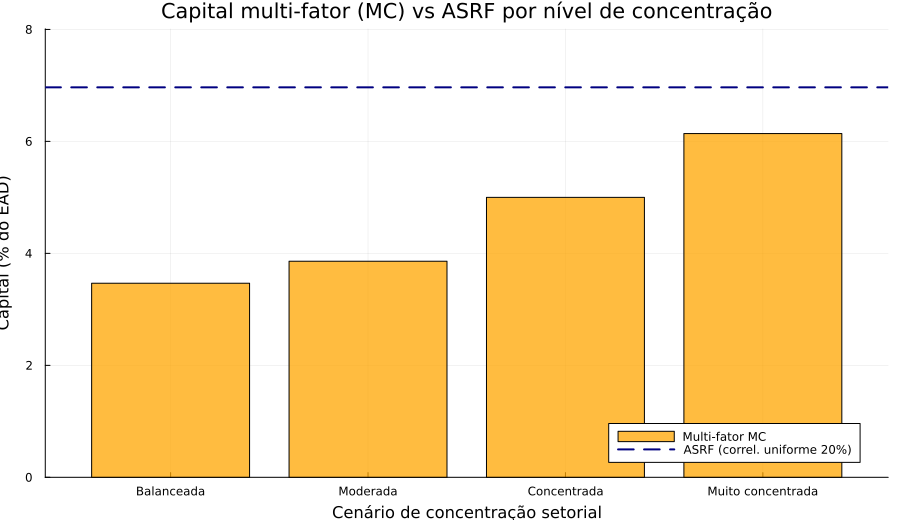 Capital multi-fator (MC) vs ASRF por nível de concentração
Capital (% do EAD)
8
6
4
2
0
Multi-fator MC
ASRF (correl. uniforme 20%)
Balanceada
Moderada
Concentrada
Muito concentrada
Cenário de concentração setorial